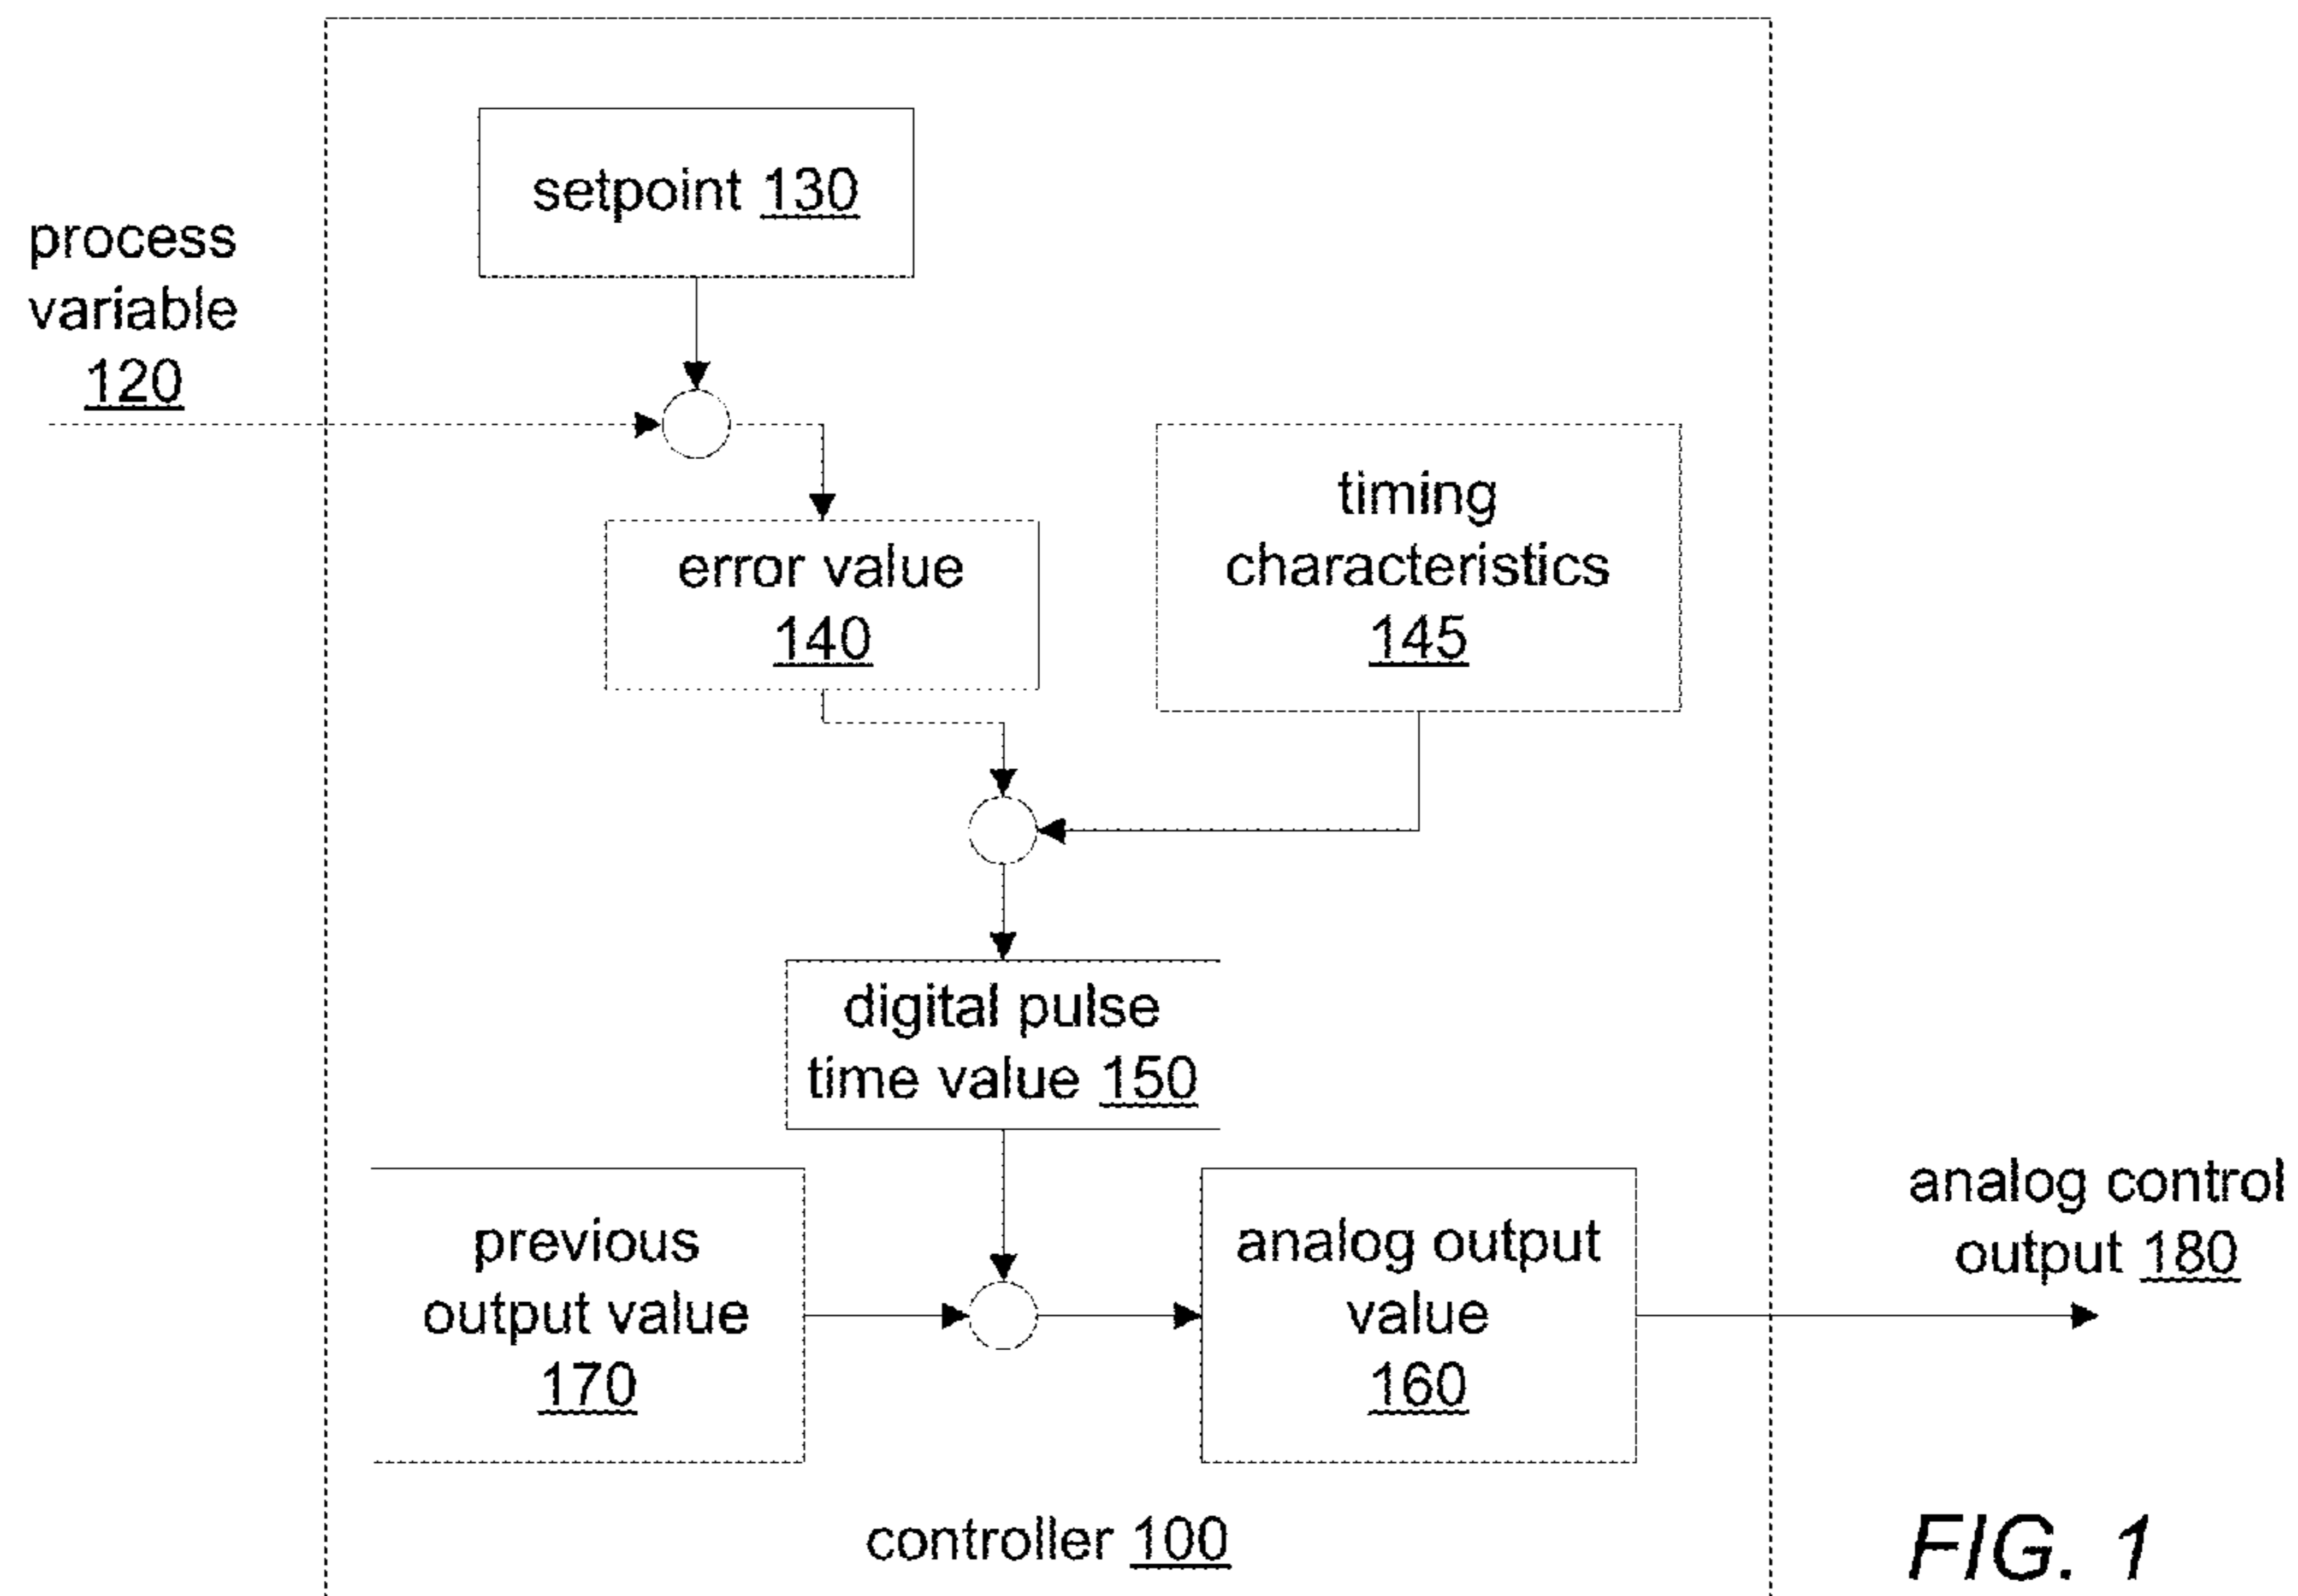 setpoint 130
process
variable
120
timing
characteristics
145
error value
140
digital pulse
time value 150
previous
output value
170
analog output
value
160
analog control
output 180
controller 100
FIG. 1